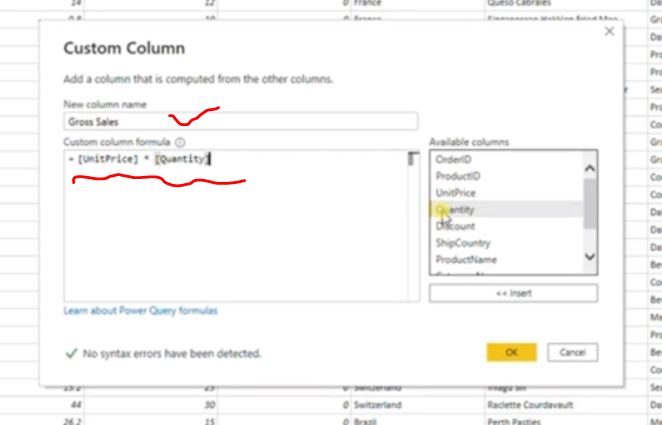 14 12 0 France Queso Cabrales
Custom Column
Add a column that is computed from the other columns.
New column name
Gross Sales
Custom column formula
= [UnitPrice] * [Quantity]
Available columns
OrderID
ProductID
UnitPrice
Quantity
Discount
ShipCountry
ProductName
<< Insert
Learn about Power Query formulas
No syntax errors have been detected.
OK
Cancel
44 30 0 Switzerland Raclette Courdavault
26.2 15 0 Brazil Perth Pasties